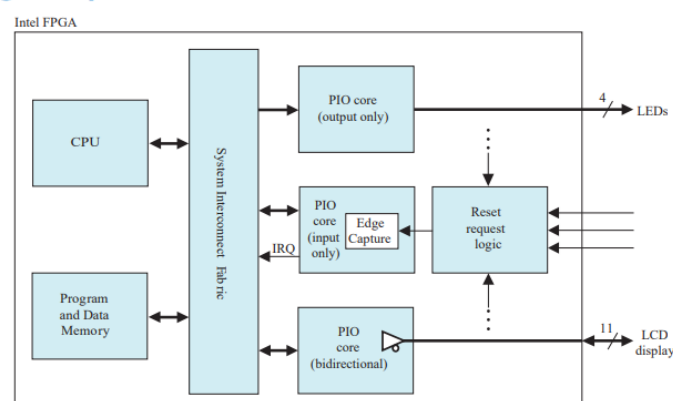 Intel FPGA
CPU
Program
and Data
Memory
System Interconnect Fabric
PIO core
(output only)
4
LEDs
PIO
core
(input
only)
Edge
Capture
IRQ
Reset
request
logic
PIO
core
(bidirectional)
11
LCD
display